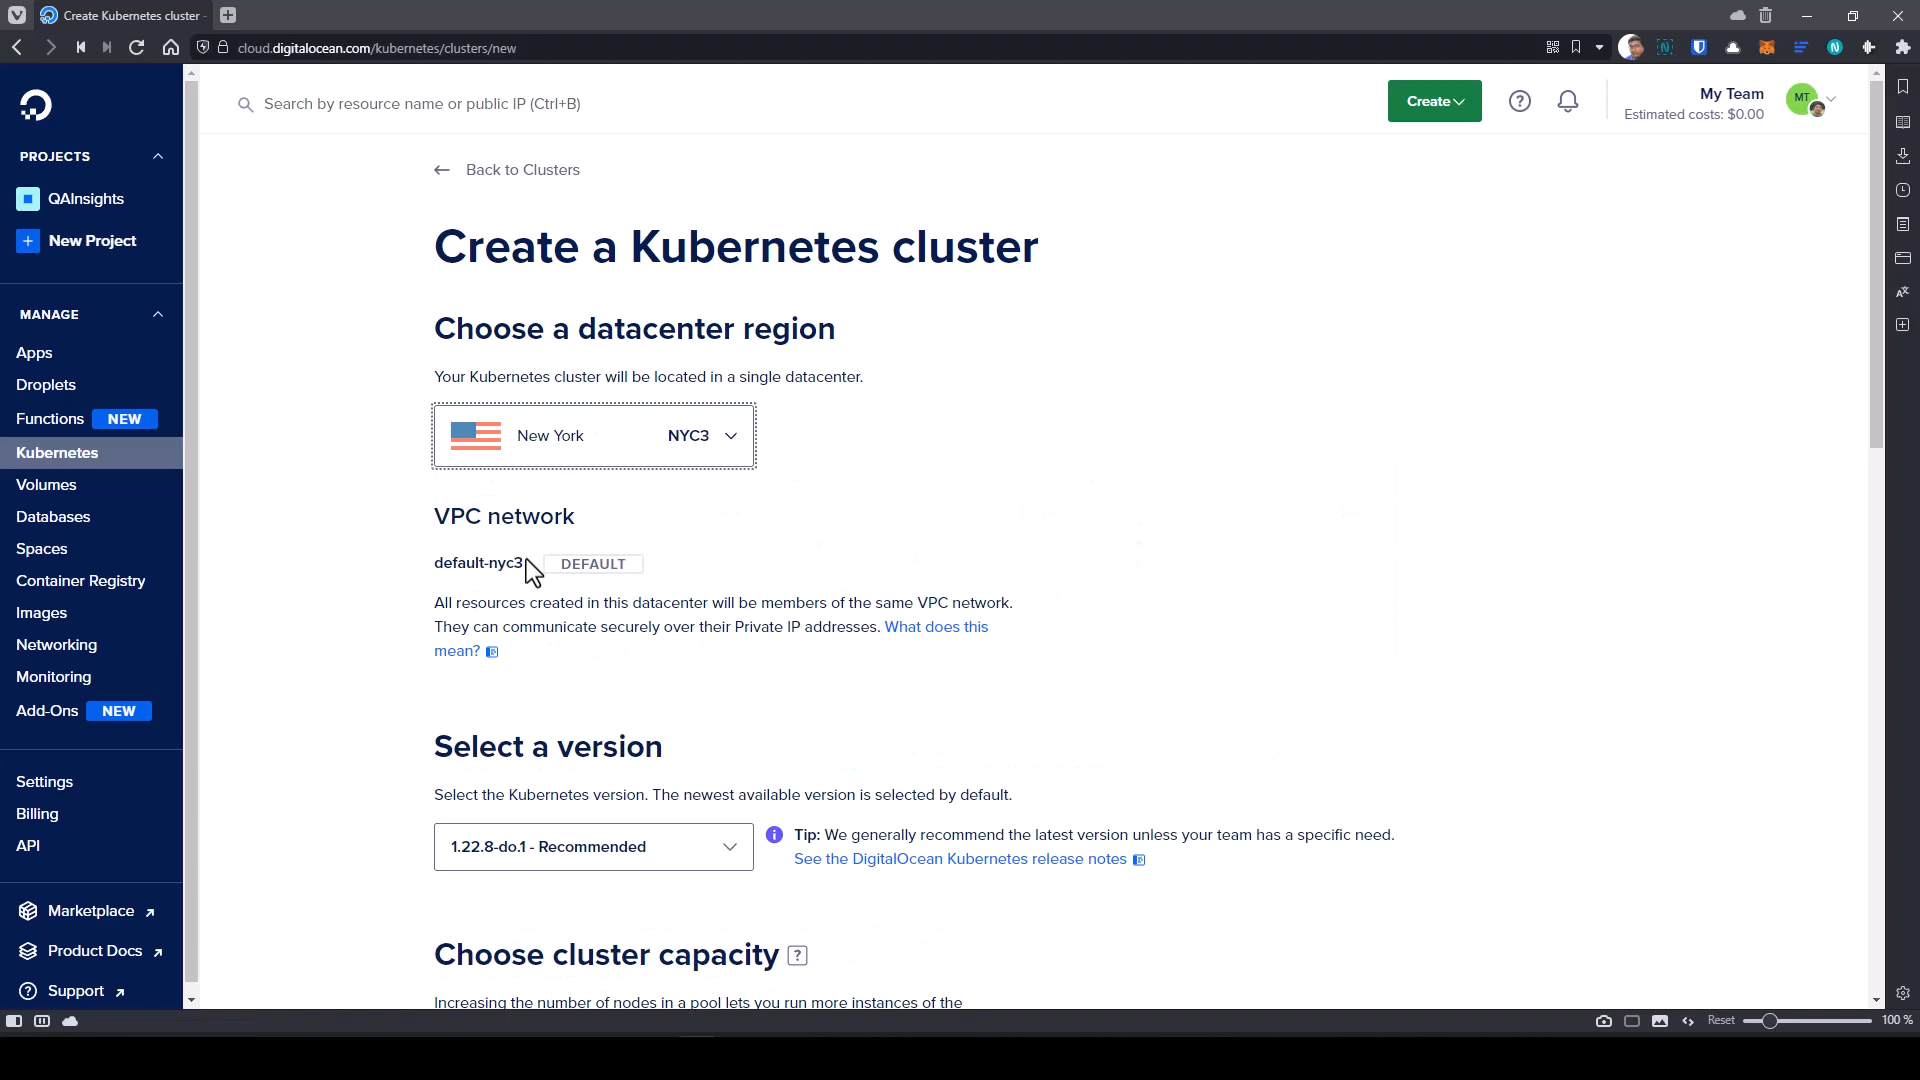 Create Kubernetes cluster -
cloud.digitalocean.com/kubernetes/clusters/new
Search by resource name or public IP (Ctrl+B)
Create
My Team
Estimated costs: $0.00
MT
PROJECTS
QAInsights
New Project
MANAGE
Apps
Droplets
Functions NEW
Kubernetes
Volumes
Databases
Spaces
Container Registry
Images
Networking
Monitoring
Add-Ons NEW
Settings
Billing
API
Marketplace
Product Docs
Support
Back to Clusters
Create a Kubernetes cluster
Choose a datacenter region
Your Kubernetes cluster will be located in a single datacenter.
New York NYC3
VPC network
default-nyc3 DEFAULT
All resources created in this datacenter will be members of the same VPC network.
They can communicate securely over their Private IP addresses. What does this
mean?
Select a version
Select the Kubernetes version. The newest available version is selected by default.
1.22.8-do.1 - Recommended
Tip: We generally recommend the latest version unless your team has a specific need.
See the DigitalOcean Kubernetes release notes
Choose cluster capacity ?
Increasing the number of nodes in a pool lets you run more instances of the
Reset 100 %